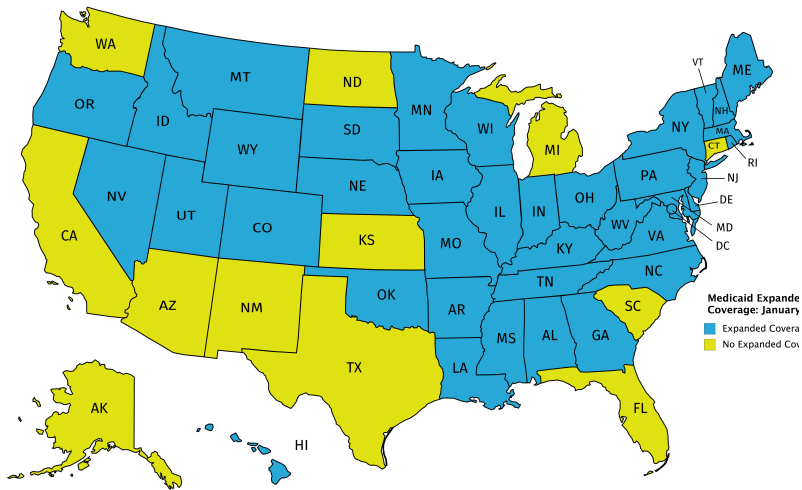 WA
ME
VT
MT
ND
OR
MN
NH
ID
SD
WI
NY
MA
WY
MI
CT
RI
IA
PA
NJ
NE
NV
OH
DE
IL
IN
UT
CO
WV
MD
CA
KS
MO
KY
VA
DC
NC
TN
OK
AZ
NM
AR
SC
Medicaid Expande
Coverage: January
MS
AL
GA
Expanded Covera
No Expanded Cov
TX
LA
AK
FL
HI